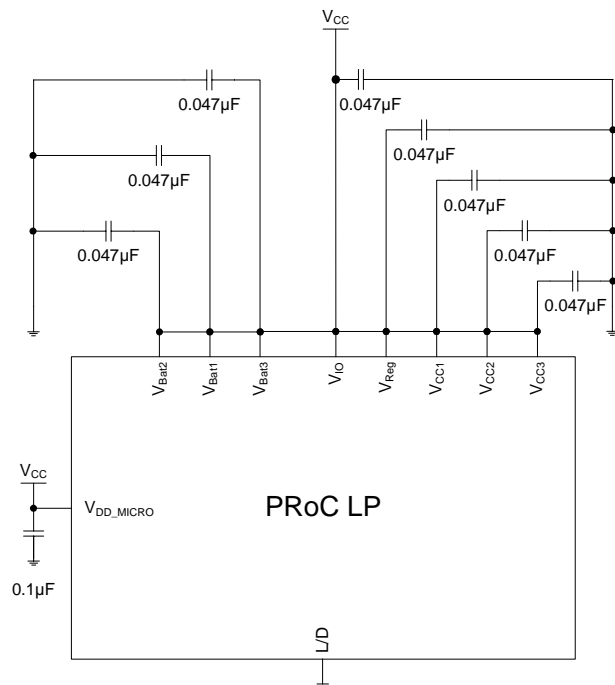 VCC
0.047µF
0.047µF
0.047µF
0.047µF
0.047µF
0.047µF
0.047µF
0.047µF
VBat2
VBat1
VBat3
VIO
VReg
VCC1
VCC2
VCC3
VCC
VDD_MICRO
PRoC LP
0.1µF
L/D